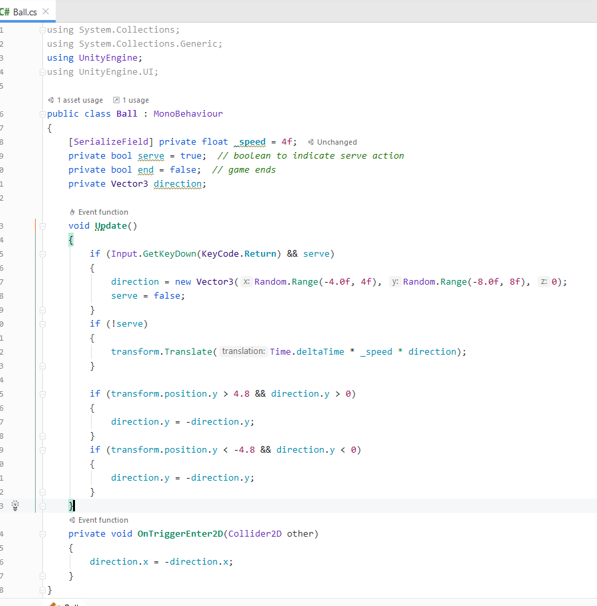 C# Ball.cs
1 using System.Collections;
2 using System.Collections.Generic;
3 using UnityEngine;
4 using UnityEngine.UI;
5
1 asset usage 1 usage
6 public class Ball : MonoBehaviour
7 {
8 [SerializeField] private float _speed = 4f; Unchanged
9 private bool serve = true; // boolean to indicate serve action
0 private bool end = false; // game ends
1 private Vector3 direction;
2
Event function
3 void Update()
4 {
5 if (Input.GetKeyDown(KeyCode.Return) && serve)
6 {
7 direction = new Vector3( x: Random.Range(-4.0f, 4f), y: Random.Range(-8.0f, 8f), z: 0);
8 serve = false;
9 }
0 if (!serve)
1 {
2 transform.Translate( translation: Time.deltaTime * _speed * direction);
3 }
4
5 if (transform.position.y > 4.8 && direction.y > 0)
6 {
7 direction.y = -direction.y;
8 }
9 if (transform.position.y < -4.8 && direction.y < 0)
0 {
1 direction.y = -direction.y;
2 }
3 }
Event function
4 private void OnTriggerEnter2D(Collider2D other)
5 {
6 direction.x = -direction.x;
7 }
8 }